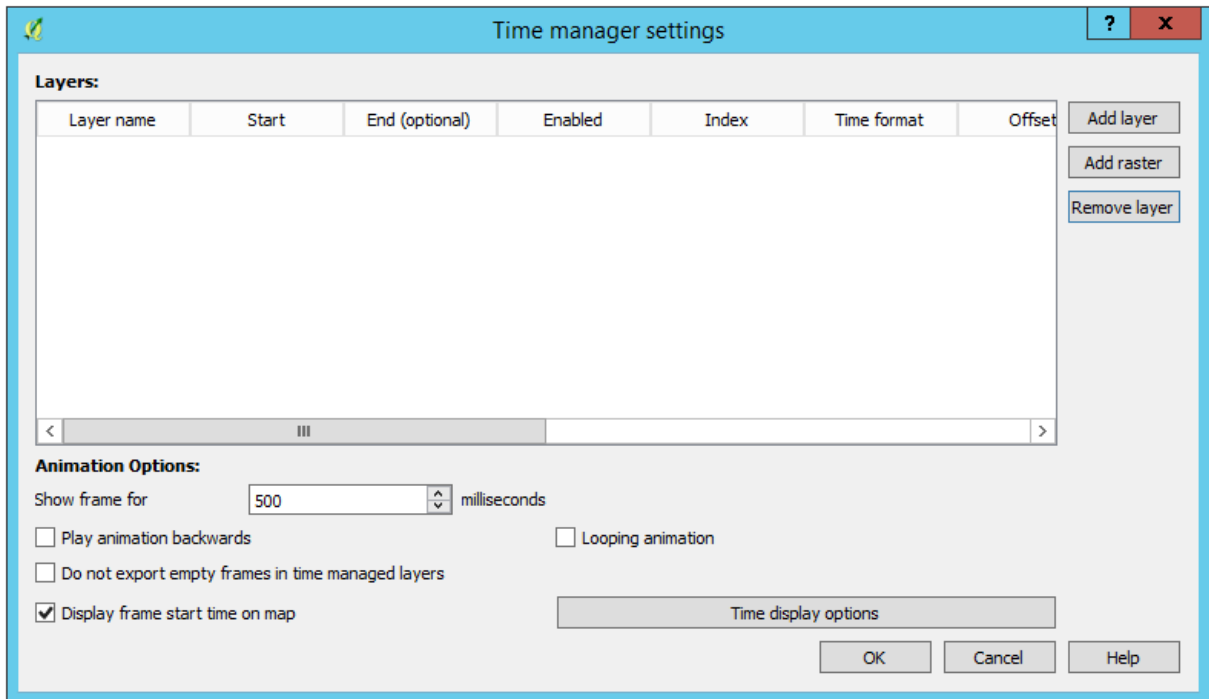 Time manager settings
Layers:
Layer name Start End (optional) Enabled Index Time format Offset
Add layer
Add raster
Remove layer
Animation Options:
Show frame for 500 milliseconds
Play animation backwards Looping animation
Do not export empty frames in time managed layers
Display frame start time on map Time display options
OK Cancel Help